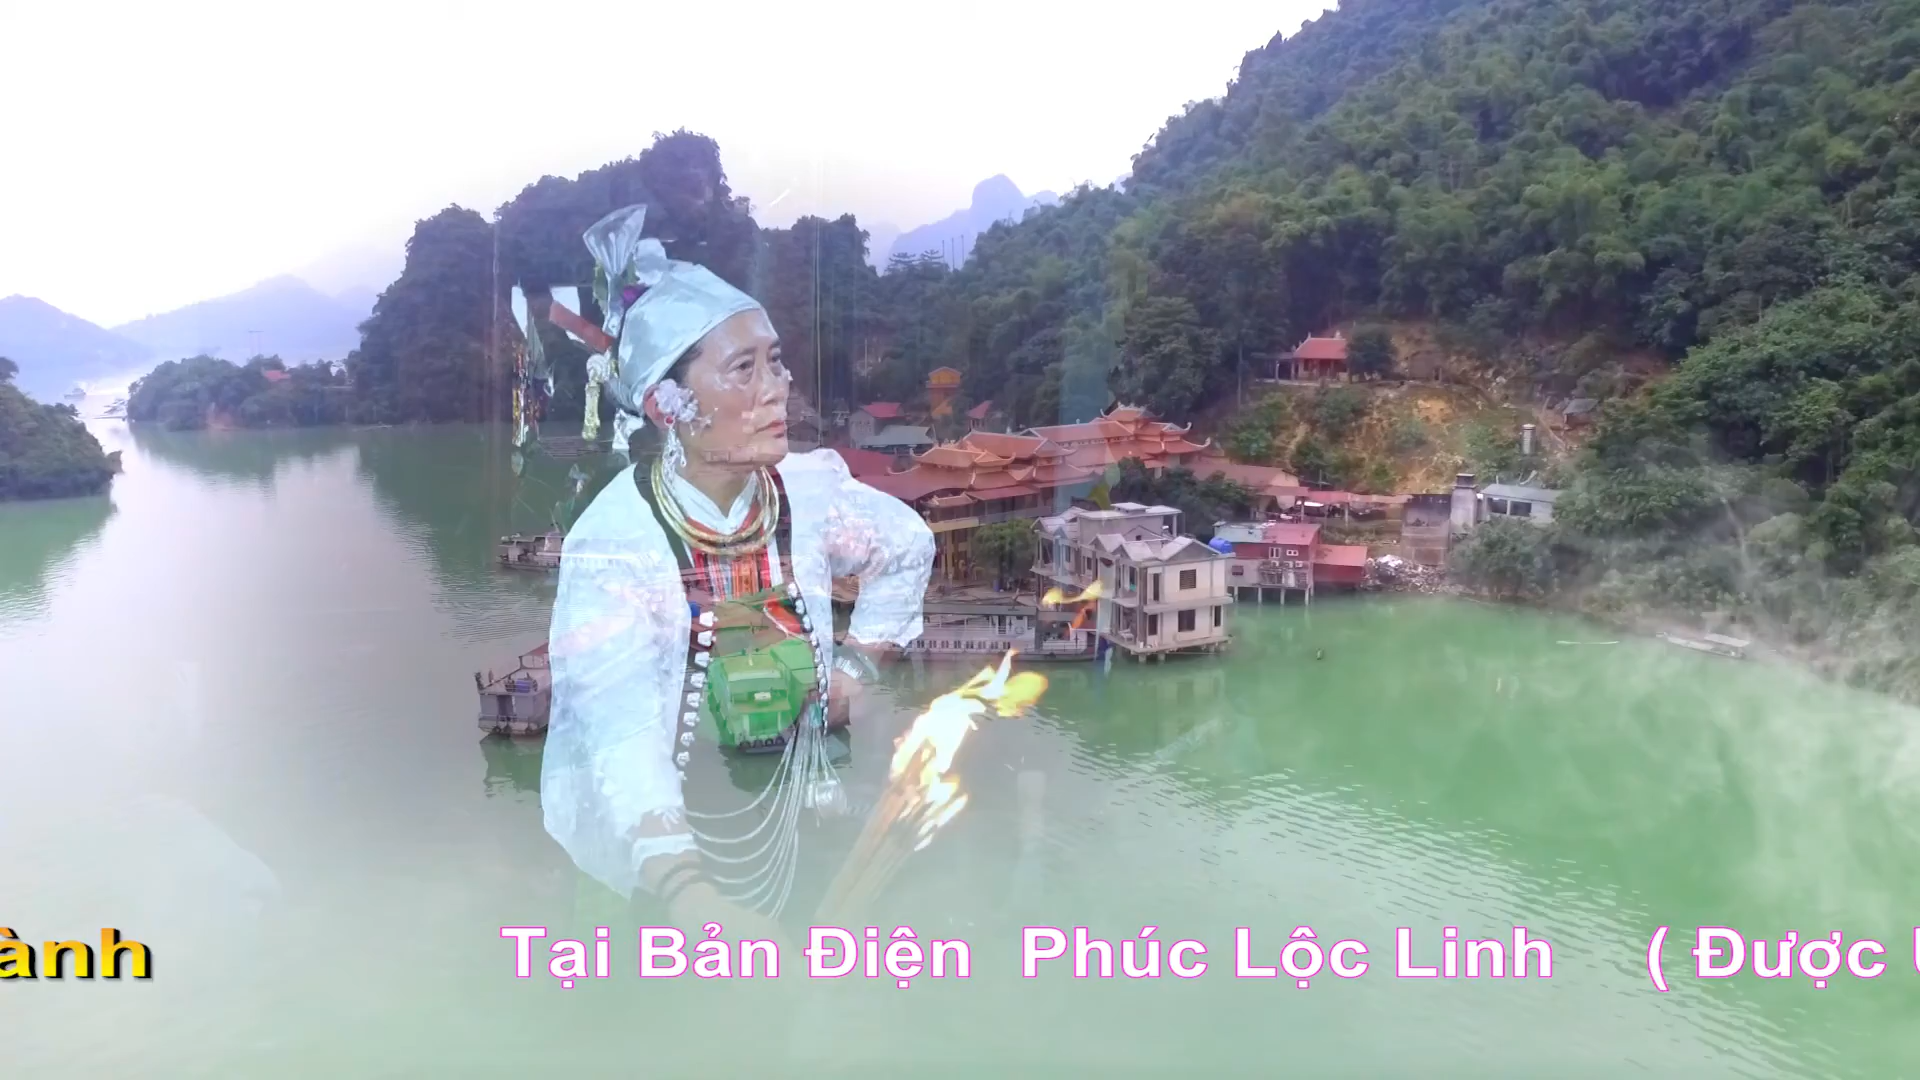 ành Tại Bản Điện Phúc Lộc Linh ( Được